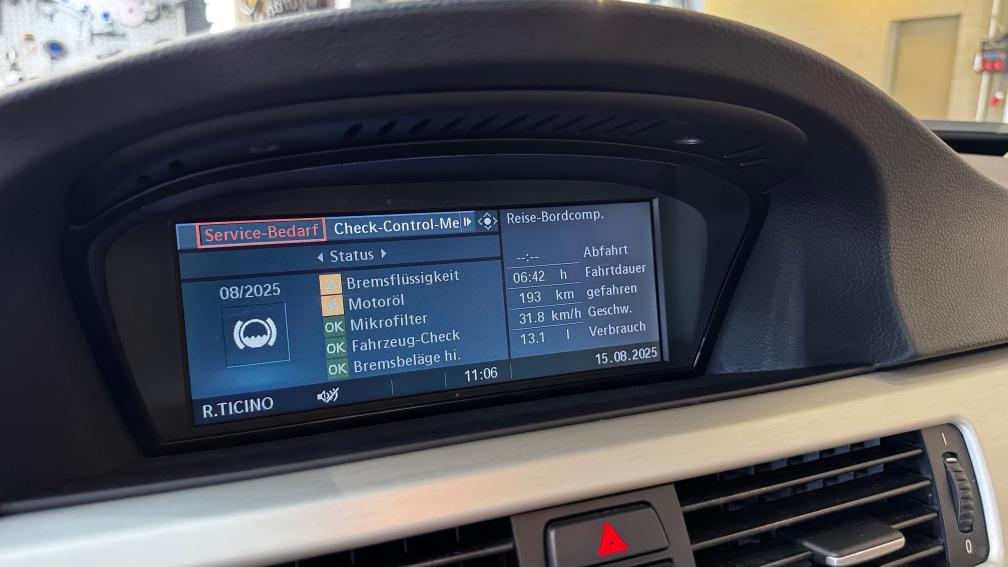 Service-Bedarf Check-Control-Me
Status
08/2025
Bremsflüssigkeit
Motoröl
OK Mikrofilter
OK Fahrzeug-Check
OK Bremsbeläge hi.
Reise-Bordcomp.
--:-- Abfahrt
06:42 h Fahrtdauer
193 km gefahren
31.8 km/h Geschw.
13.1 l Verbrauch
R.TICINO
11:06
15.08.2025
0